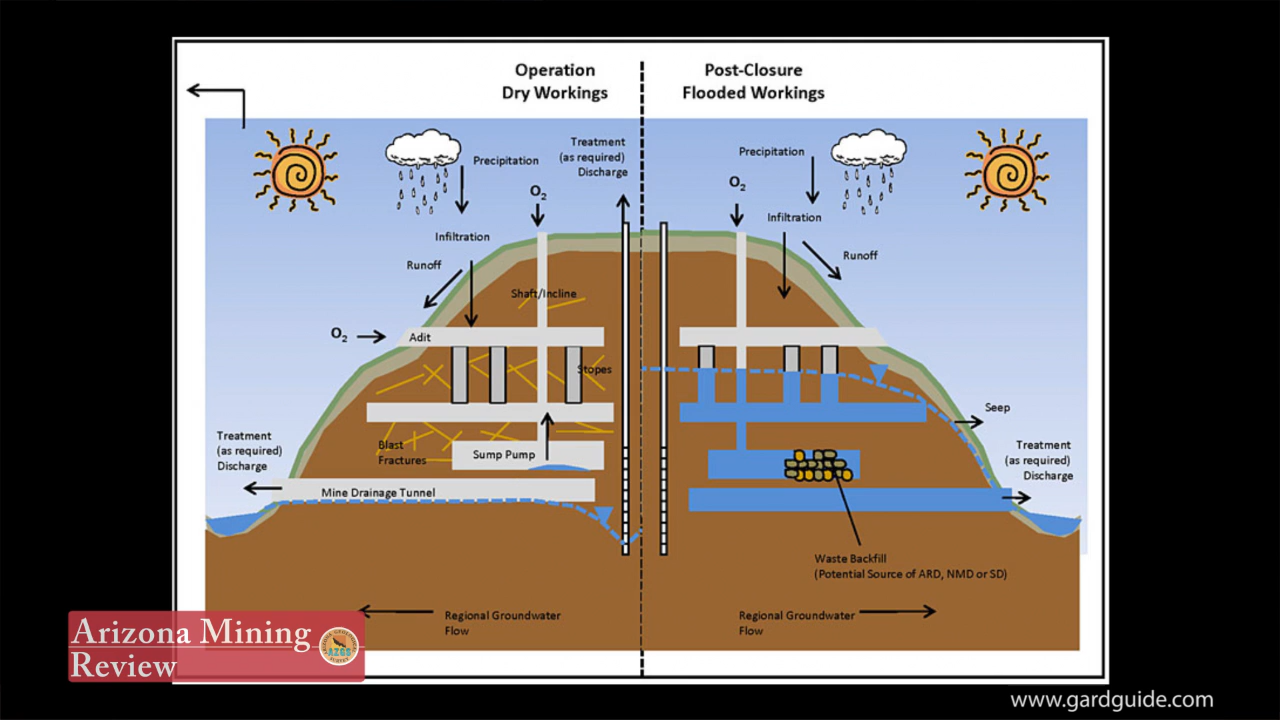 Operation
Dry Workings
Post-Closure
Flooded Workings
Treatment
(as required)
Discharge
Precipitation
O2
Infiltration
Runoff
Shaft/Incline
O2
Adit
Stopes
Blast
Fractures
Sump Pump
Treatment
(as required)
Discharge
Mine Drainage Tunnel
Regional Groundwater
Flow
Precipitation
O2
Infiltration
Runoff
Seep
Treatment
(as required)
Discharge
Waste Backfill
(Potential Source of ARD, NMD or SD)
Regional Groundwater
Flow
Arizona Mining
Review
AZGS
www.gardguide.com